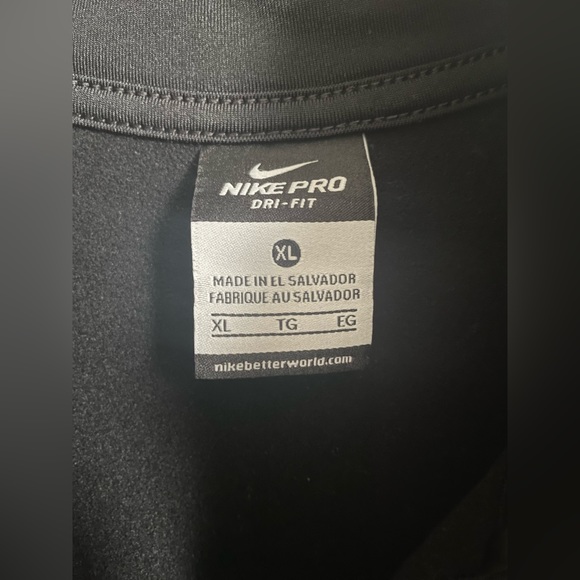 NIKE PRO
DRI-FIT
XL
MADE IN EL SALVADOR
FABRIQUE AU SALVADOR
XL TG EG
nikebetterworld.com